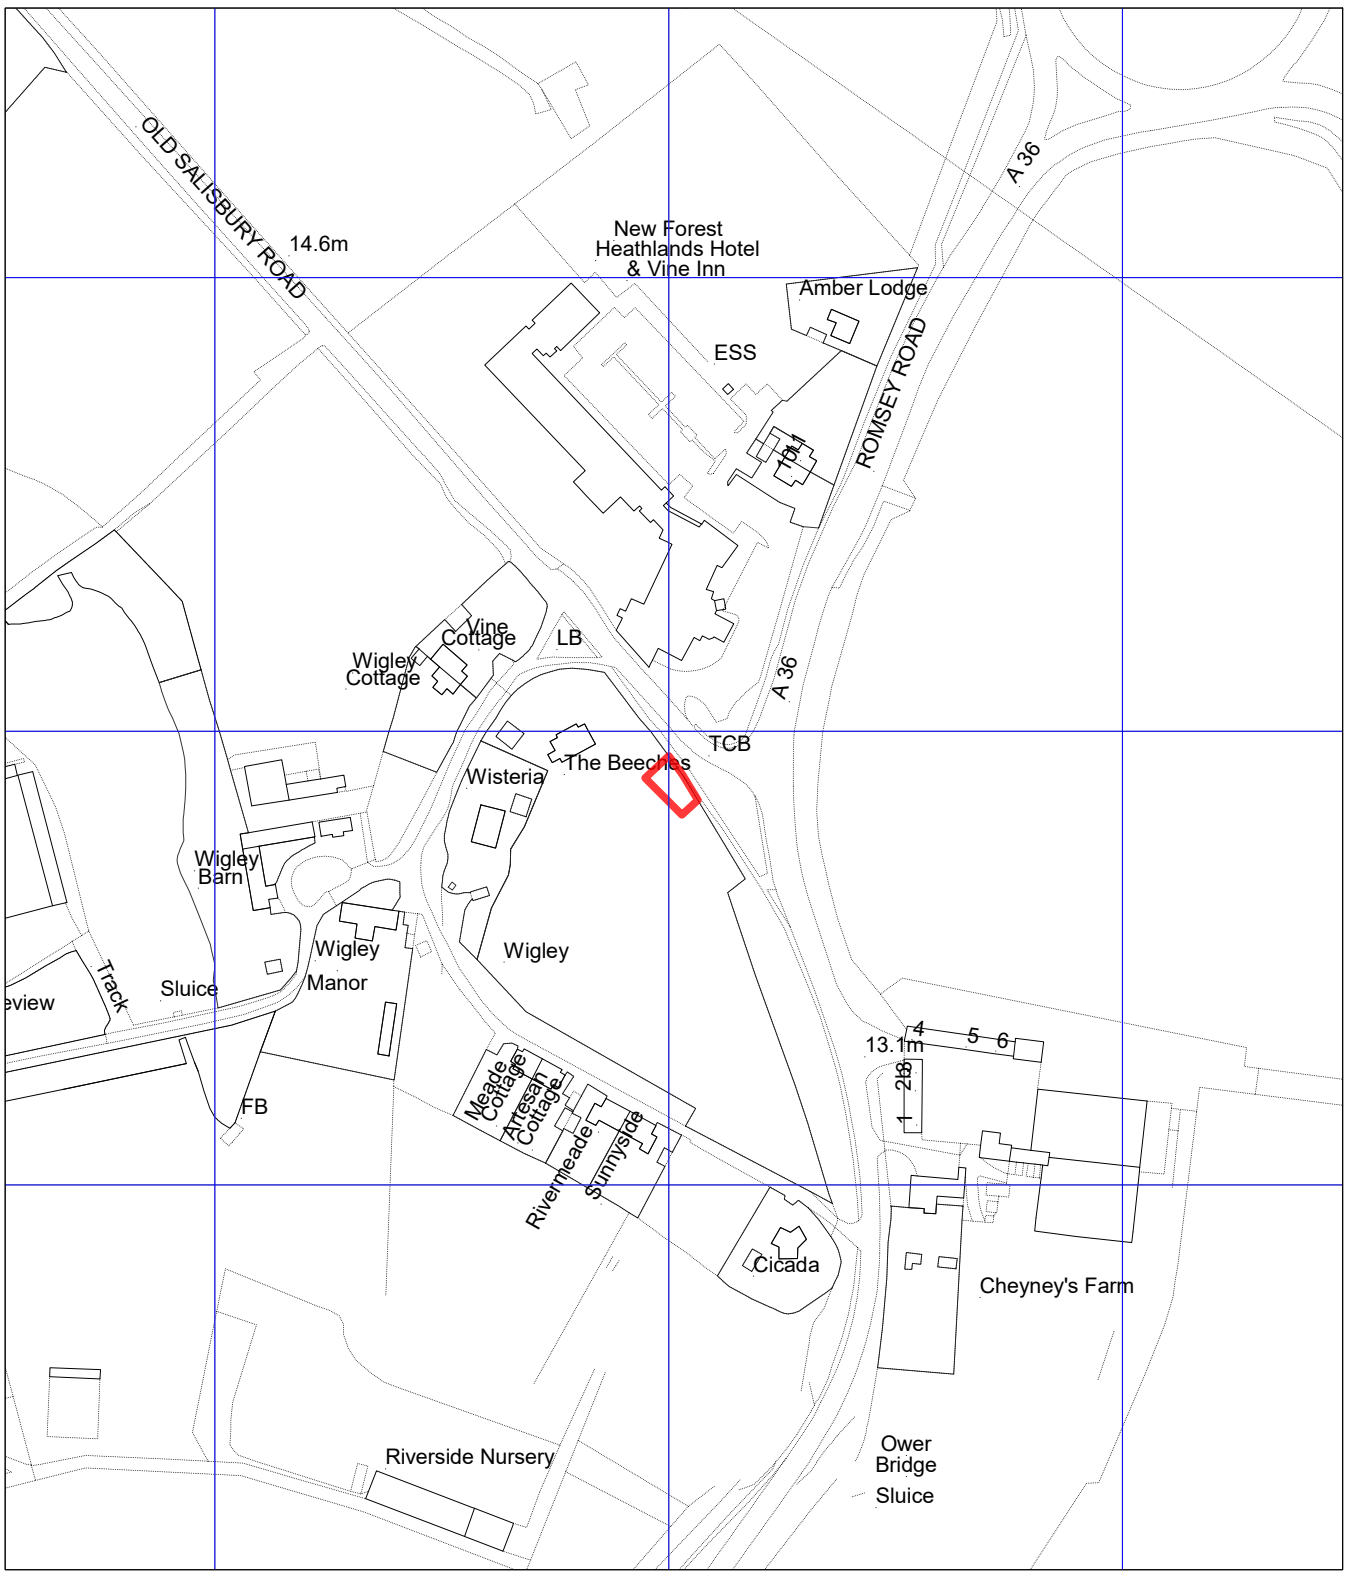 OLD SALISBURY ROAD
14.6m
A 36
New Forest
Heathlands Hotel
& Vine Inn
Amber Lodge
ESS
ROMSEY ROAD
Vine
Cottage
LB
Wigley
Cottage
A 36
TCB
The Beeches
Wisteria
Wigley
Barn
Wigley
Manor
Wigley
Track
Sluice
eview
4
5
6
13.1m
1
FB
Meade
Cottage
Artesan
Cottage
Rivermeade
Sunnyside
Cicada
Cheyney's Farm
Riverside Nursery
Ower
Bridge
Sluice